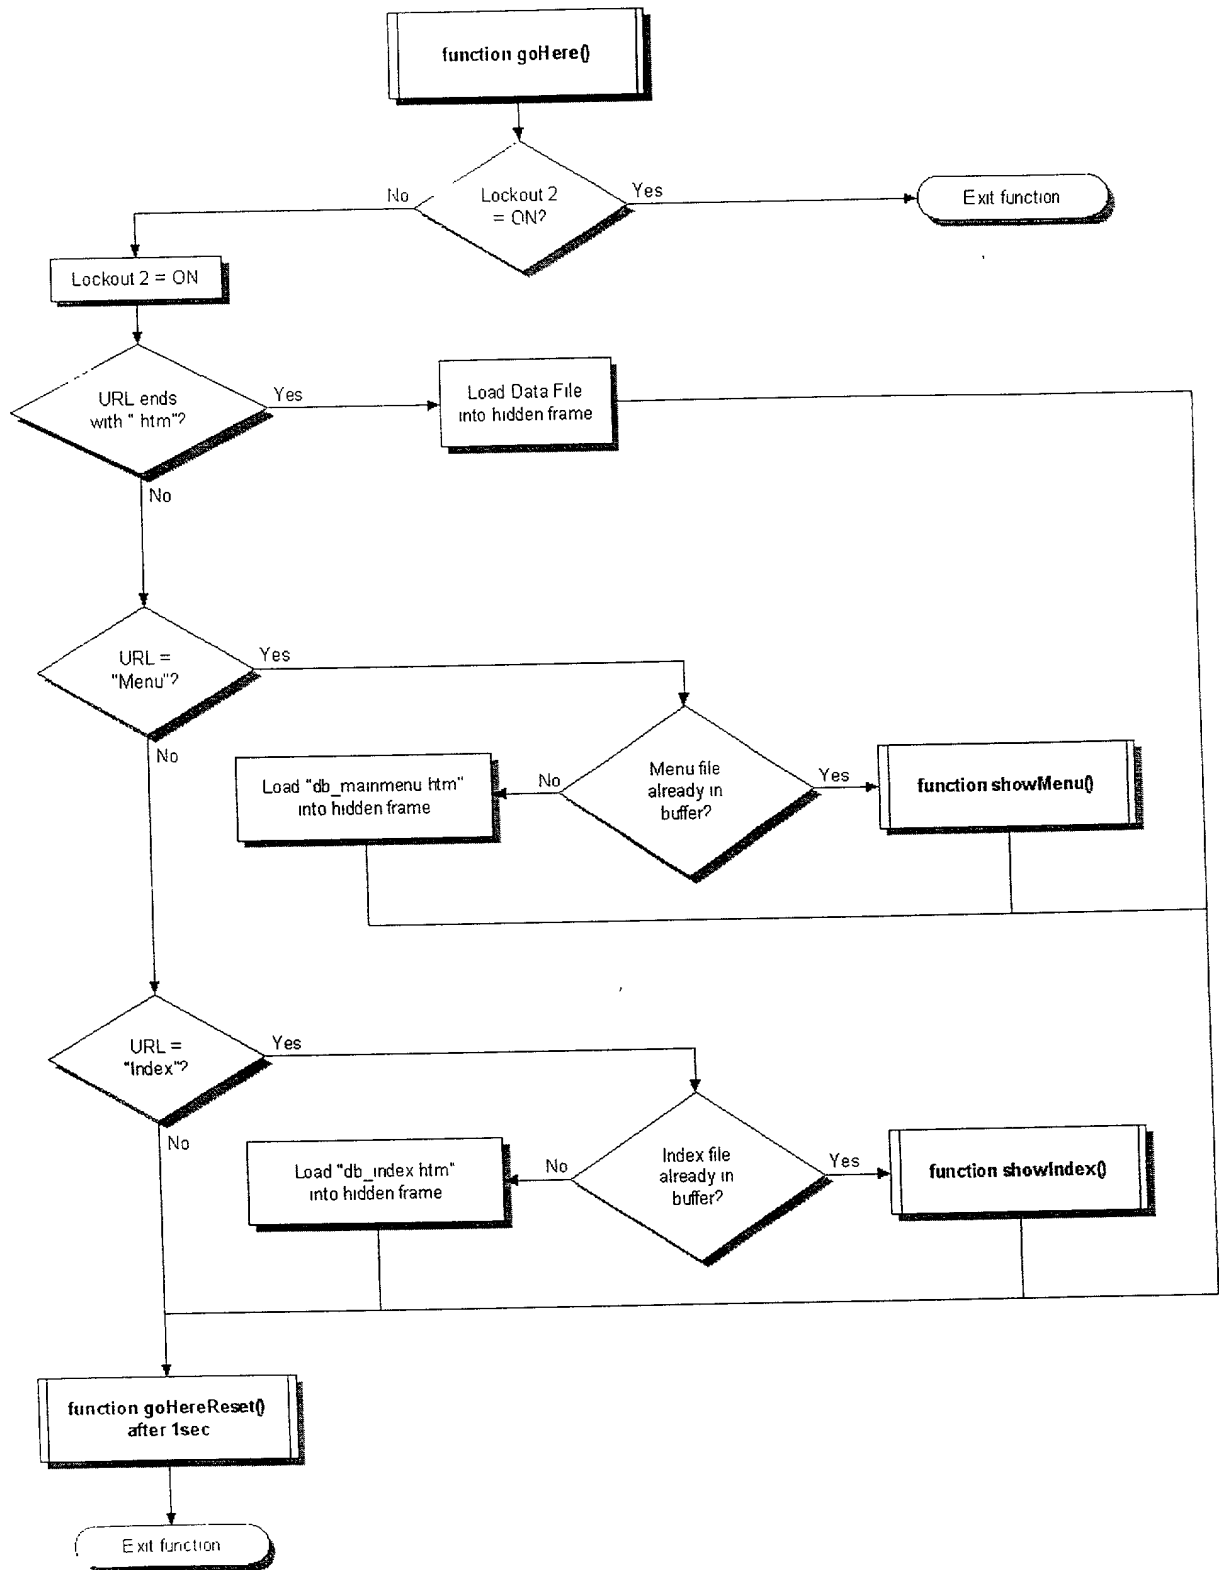 function goHere()
No
Lockout 2
= ON?
Yes
Exit function
Lockout 2 = ON
URL ends
with " htm"?
Yes
Load Data File
into hidden frame
No
URL =
"Menu"?
Yes
No
Load "db_mainmenu htm"
into hidden frame
No
Menu file
already in
buffer?
Yes
function showMenu()
URL =
"Index"?
Yes
No
Load "db_index htm"
into hidden frame
No
Index file
already in
buffer?
Yes
function showIndex()
function goHereReset()
after 1sec
Exit function